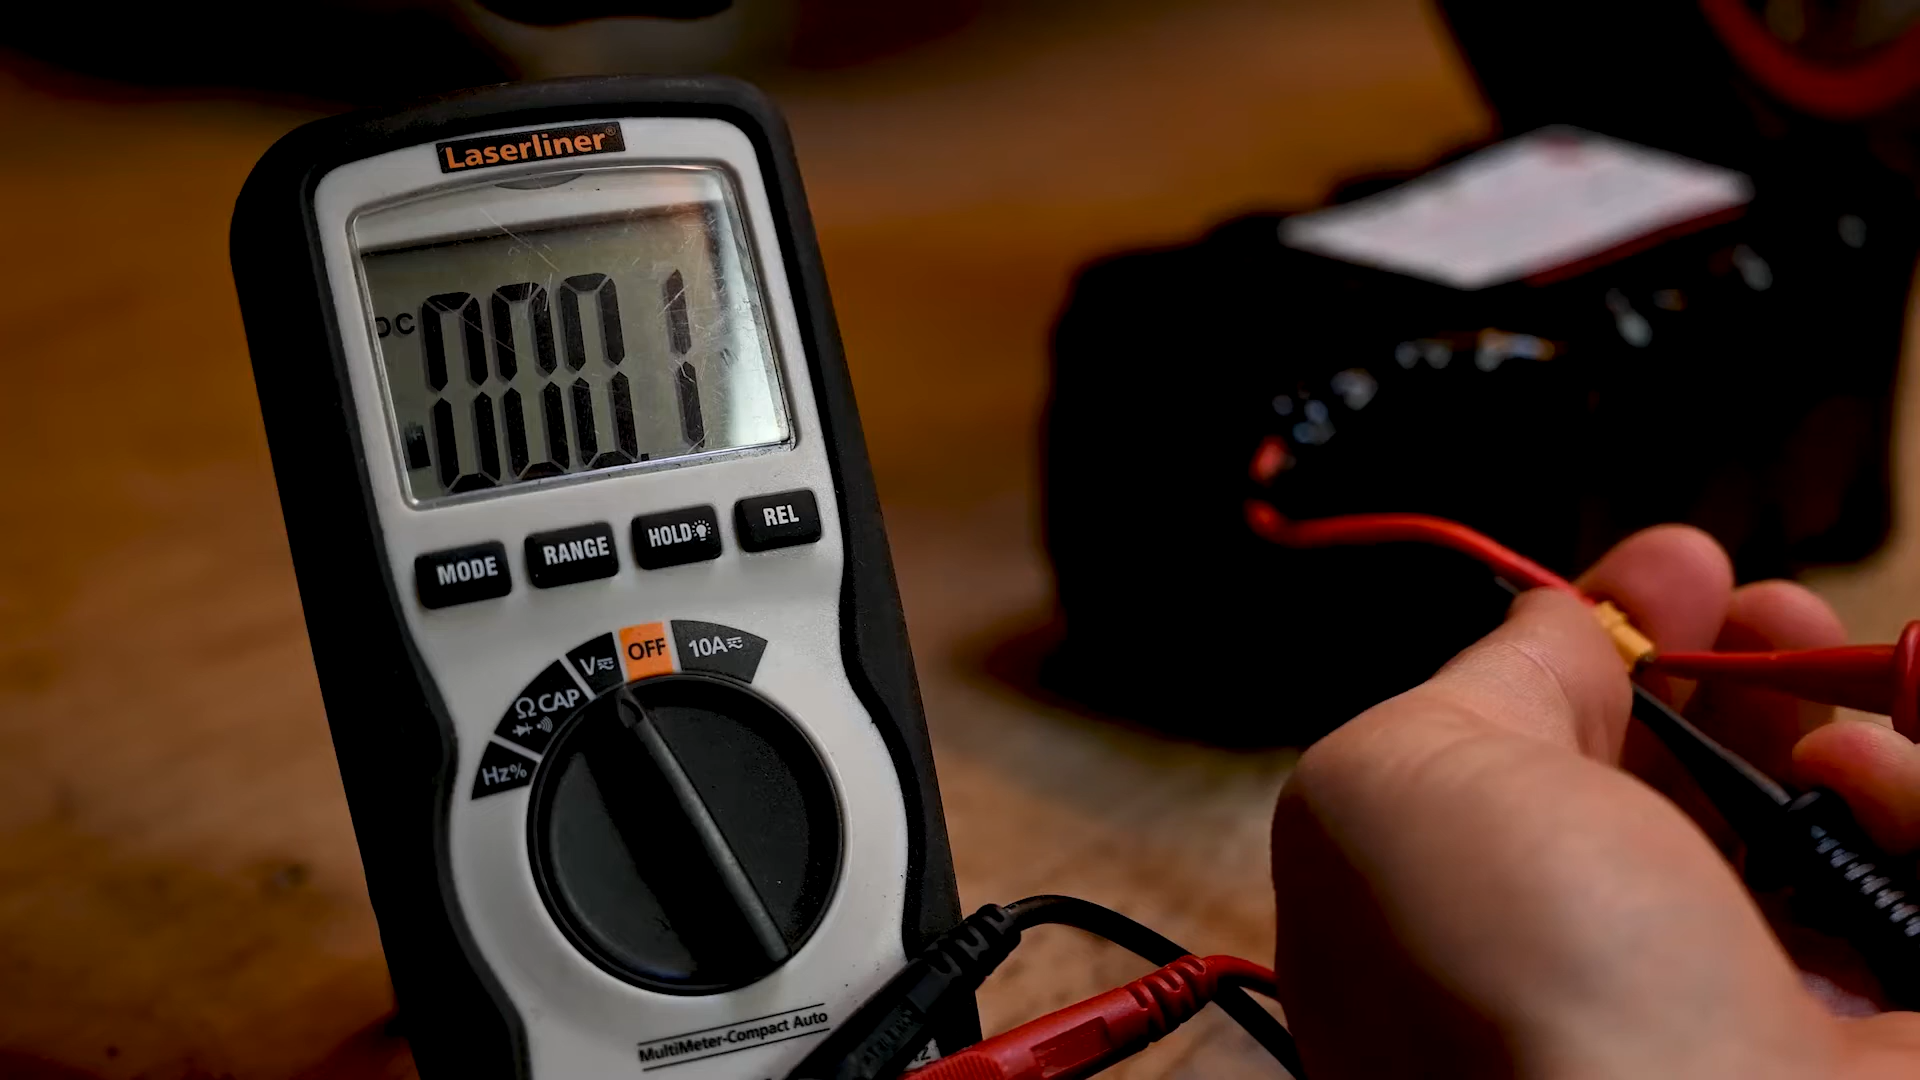 Laserliner®
DC
000.1
MODE RANGE HOLD REL
Hz% Ω CAP V OFF 10A
MultiMeter-Compact Auto